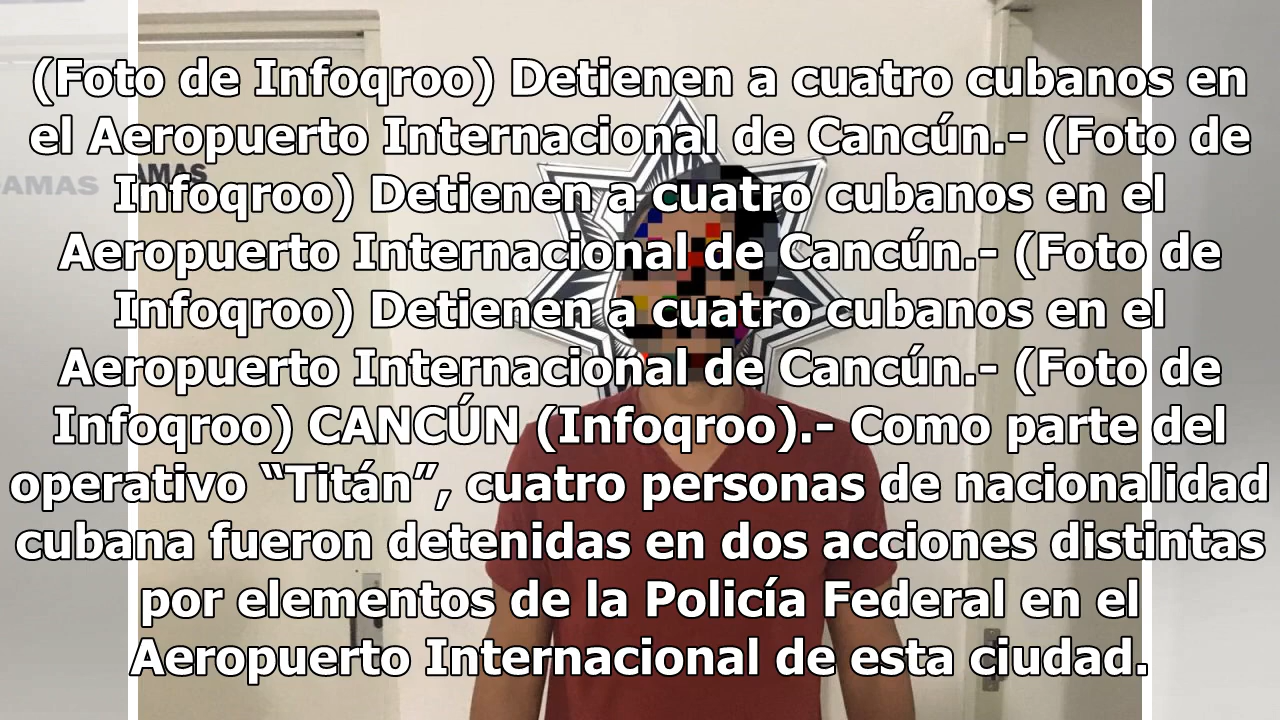 (Foto de Infoqroo) Detienen a cuatro cubanos en
el Aeropuerto Internacional de Cancún.- (Foto de
Infoqroo) Detienen a cuatro cubanos en el
Aeropuerto Internacional de Cancún.- (Foto de
Infoqroo) Detienen a cuatro cubanos en el
Aeropuerto Internacional de Cancún.- (Foto de
Infoqroo) CANCÚN (Infoqroo).- Como parte del
operativo “Titán”, cuatro personas de nacionalidad
cubana fueron detenidas en dos acciones distintas
por elementos de la Policía Federal en el
Aeropuerto Internacional de esta ciudad.
DAMAS
DAMAS